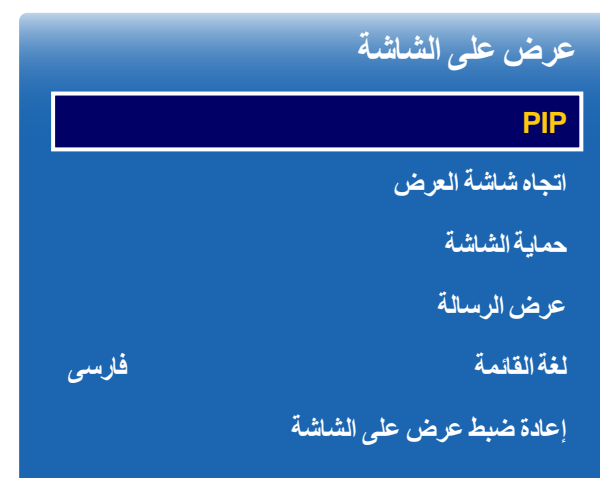 عرض على الشاشة
PIP
اتجاه شاشة العرض
حماية الشاشة
عرض الرسالة
لغة القائمة فارسى
إعادة ضبط عرض على الشاشة